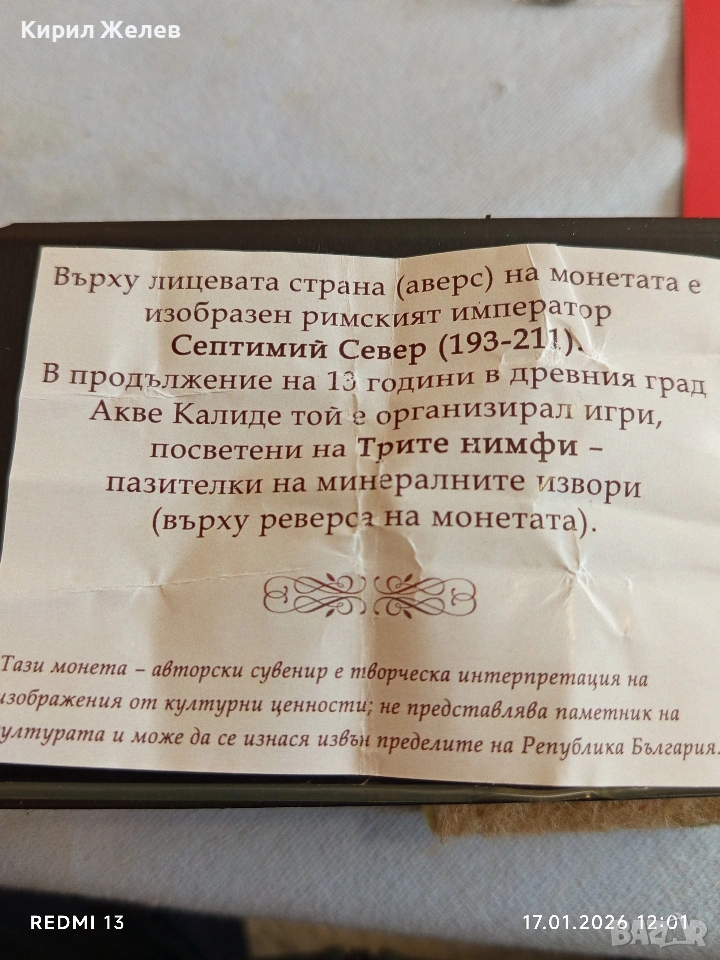 Кирил Желев
Върху лицевата страна (аверс) на монетата е
изобразен римският император
Септимий Север (193-211).
В продължение на 13 години в древния град
Акве Калиде той е организирал игри,
посветени на Трите нимфи –
пазителки на минералните извори
(върху реверса на монетата).
Тази монета – авторски сувенир е творческа интерпретация на
изображения от културни ценности; не представлява паметник на
културата и може да се изнася извън пределите на Република България.
REDMI 13
17.01.2026 12:01
BAZAR